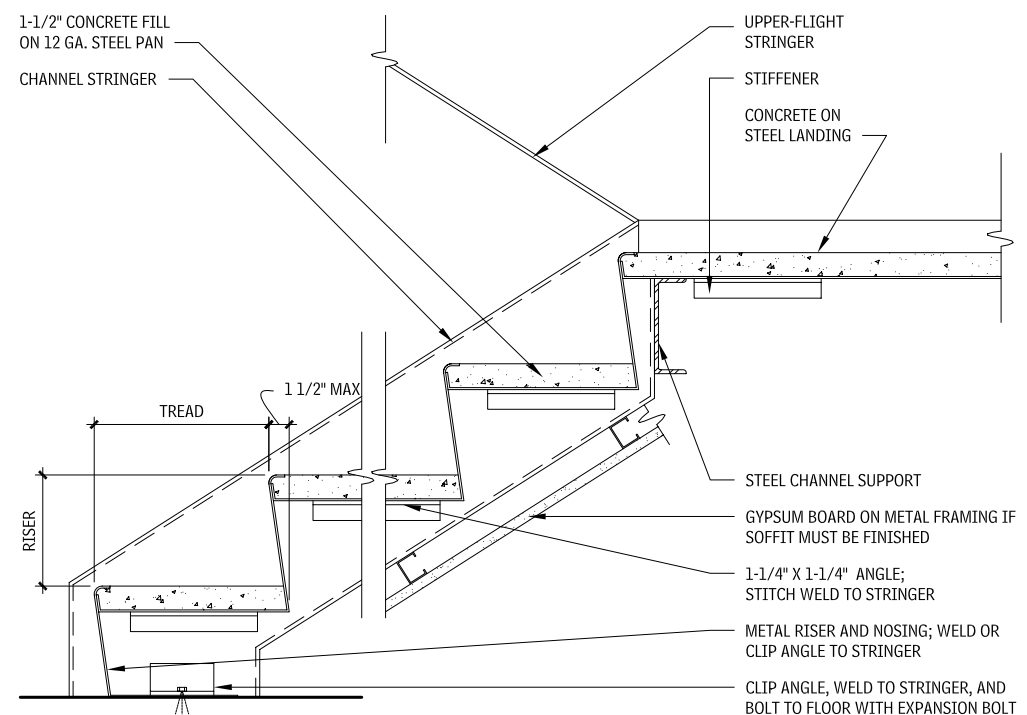 1-1/2" CONCRETE FILL
ON 12 GA. STEEL PAN
CHANNEL STRINGER
UPPER-FLIGHT
STRINGER
STIFFENER
CONCRETE ON
STEEL LANDING
1 1/2" MAX
TREAD
RISER
STEEL CHANNEL SUPPORT
GYPSUM BOARD ON METAL FRAMING IF
SOFFIT MUST BE FINISHED
1-1/4" X 1-1/4" ANGLE;
STITCH WELD TO STRINGER
METAL RISER AND NOSING; WELD OR
CLIP ANGLE TO STRINGER
CLIP ANGLE, WELD TO STRINGER, AND
BOLT TO FLOOR WITH EXPANSION BOLT